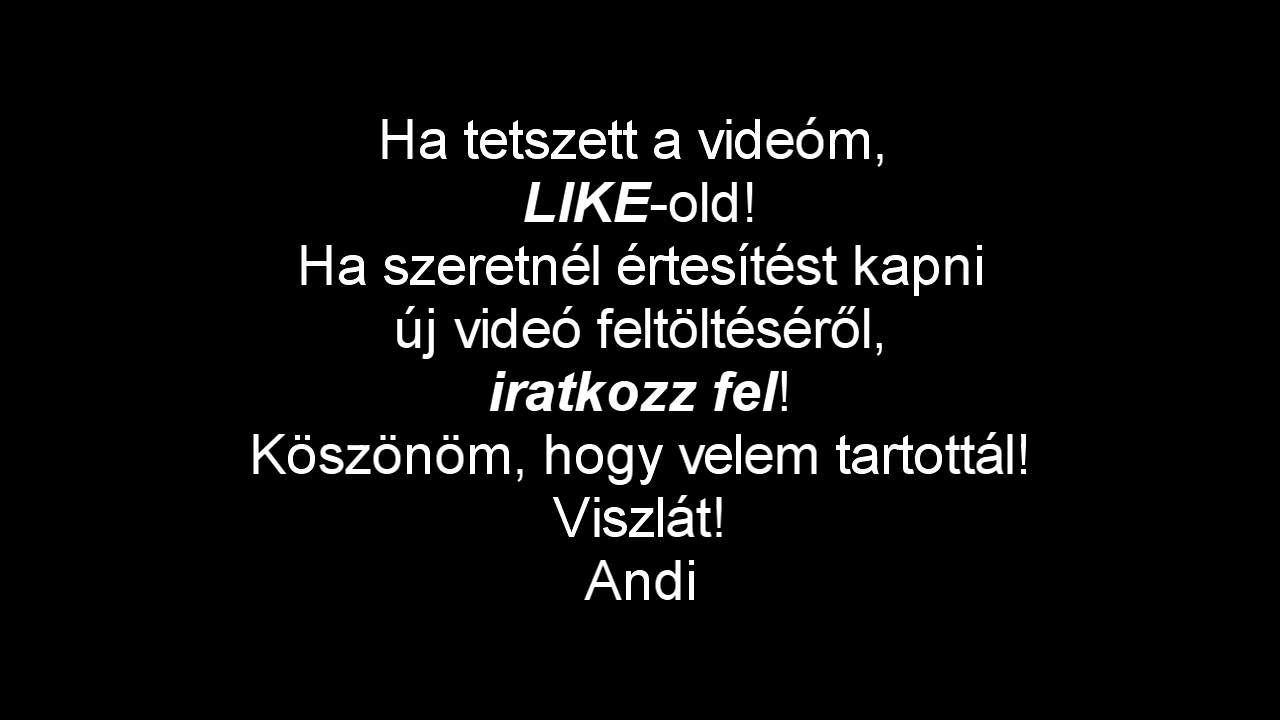 Ha tetszett a videóm,
LIKE-old!
Ha szeretnél értesítést kapni
új videó feltöltéséről,
iratkozz fel!
Köszönöm, hogy velem tartottál!
Viszlát!
Andi